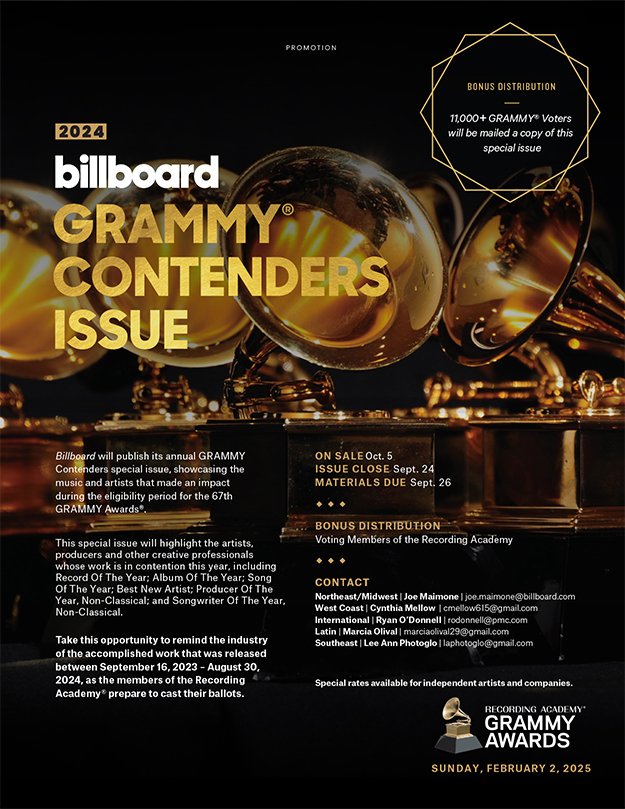 PROMOTION
BONUS DISTRIBUTION
11,000+ GRAMMY® Voters
will be mailed a copy of this
special issue
2024
billboard
GRAMMY®
CONTENDERS
ISSUE
Billboard will publish its annual GRAMMY
Contenders special issue, showcasing the
music and artists that made an impact
during the eligibility period for the 67th
GRAMMY Awards®.
This special issue will highlight the artists,
producers and other creative professionals
whose work is in contention this year, including
Record Of The Year; Album Of The Year; Song
Of The Year; Best New Artist; Producer Of The
Year, Non-Classical; and Songwriter Of The Year,
Non-Classical.
Take this opportunity to remind the industry
of the accomplished work that was released
between September 16, 2023 – August 30,
2024, as the members of the Recording
Academy® prepare to cast their ballots.
ON SALE Oct. 5
ISSUE CLOSE Sept. 24
MATERIALS DUE Sept. 26
BONUS DISTRIBUTION
Voting Members of the Recording Academy
CONTACT
Northeast/Midwest | Joe Maimone | joe.maimone@billboard.com
West Coast | Cynthia Mellow | cmellow615@gmail.com
International | Ryan O'Donnell | rodonnell@pmc.com
Latin | Marcia Olival | marciaolival29@gmail.com
Southeast | Lee Ann Photoglo | laphotoglo@gmail.com
Special rates available for independent artists and companies.
RECORDING ACADEMY®
GRAMMY
AWARDS
SUNDAY, FEBRUARY 2, 2025